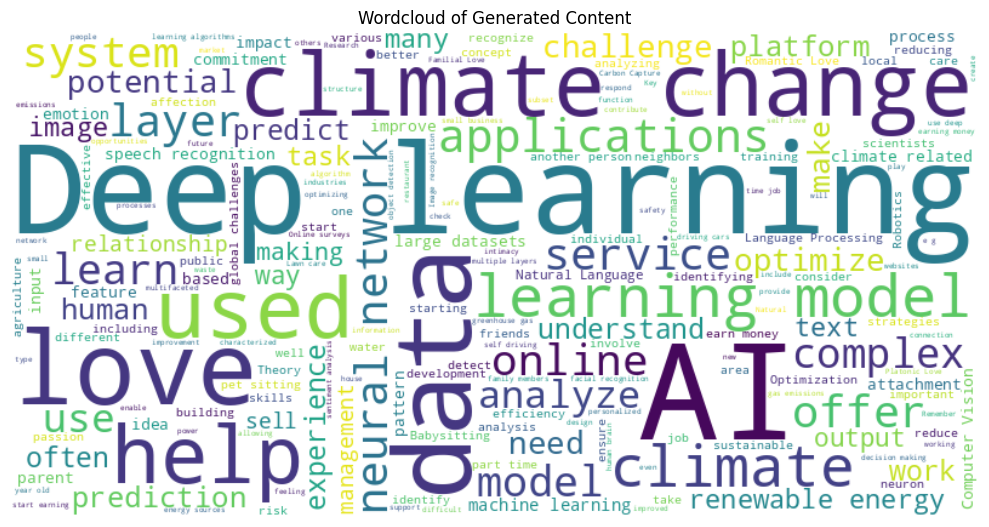 Wordcloud of Generated Content
people
learning algorithms
others
Research
impact
various
better
Familial Love
many
recognize
concept
challenge
platform
process
reducing
system
commitment
climate change
analyzing
Romantic Love
local
care
market
potential
structure
Carbon Capture
Key
respond
without
create
emissions
affection
function
subset
contribute
emotion
small business
self love
use deep
earning money
opportunities
image
layer
predict
improve
applications
make
scientists
future
speech recognition
task
another person
neighbors
training
climate related
effective
algorithm
industries
optimizing
object detection
restaurant
Image recognition
safe
check
time job
will
play
Deep learning
processes
safety
performance
Robotics
network
relationship
global challenges
Online surveys
start
one
large datasets
individual
driving cars
Language Processing
e g
small
making
Lawn care
intimacy
multiple layers
service
optimize
websites
learn
public
based
waste
way
Natural Language
identifying
consider
include
agriculture
input
feature
multifaceted
human
used
neural network
data
starting
learning model
provide
Natural
including
information
greenhouse gas
understand
earn money
text
strategies
different
improvement
characterized
water
friends
self driving
involve
connection
type
love
well
Theory
experience
sentiment analysis
analysis
detect
development
online
AI
new
area
complex
enable
pet sitting
house
family members
facial recognition
Optimization
Platonic Love
gas emissions
attachment
important
use
building
skills
management
pattern
analyze
personalized
offer
Remember
passion
idea
sell
efficiency
design
job
sustainable
output
reduce
working
often
help
power
allowing
Babysitting
analysis
need
human brain
ensure
even
decision making
Computer Vision
parent
feeling
part time
model
climate
work
year old
prediction
risk
identify
machine learning
take
renewable energy
neuron
start earning
energy sources
support
difficult
improved